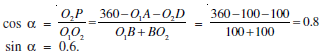 cos α = O₂P / O₁O₂ = 360−O₁A−O₂D / O₁B+BO₂ = 360−100−100 / 100+100 = 0.8
sin α = 0.6.